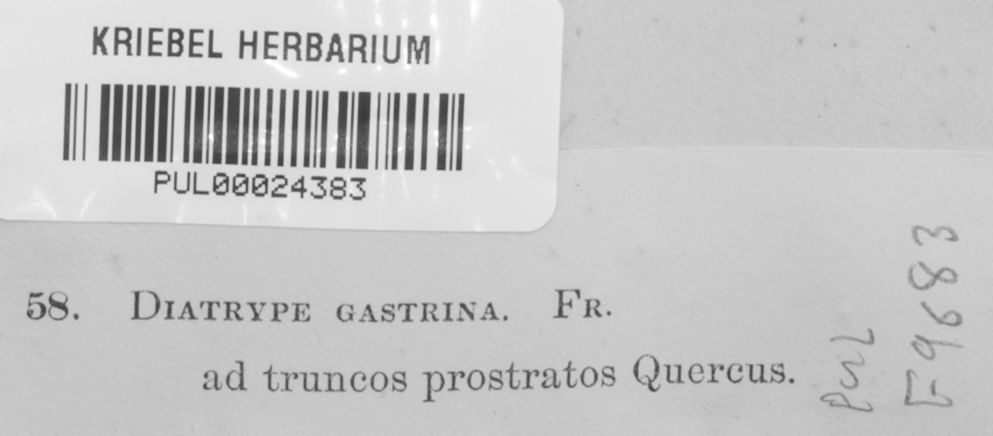 KRIEBEL HERBARIUM
PUL00024383
58. DIATRYPE GASTRINA. FR.
ad truncos prostratos Quercus.
PUL
F9683